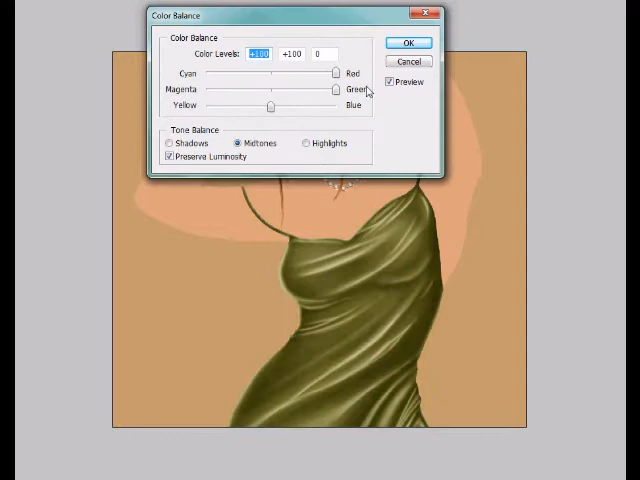 Color Balance
Color Balance
Color Levels: +100 +100 0
Cyan Red
Magenta Green
Yellow Blue
Tone Balance
Shadows Midtones Highlights
Preserve Luminosity
OK
Cancel
Preview